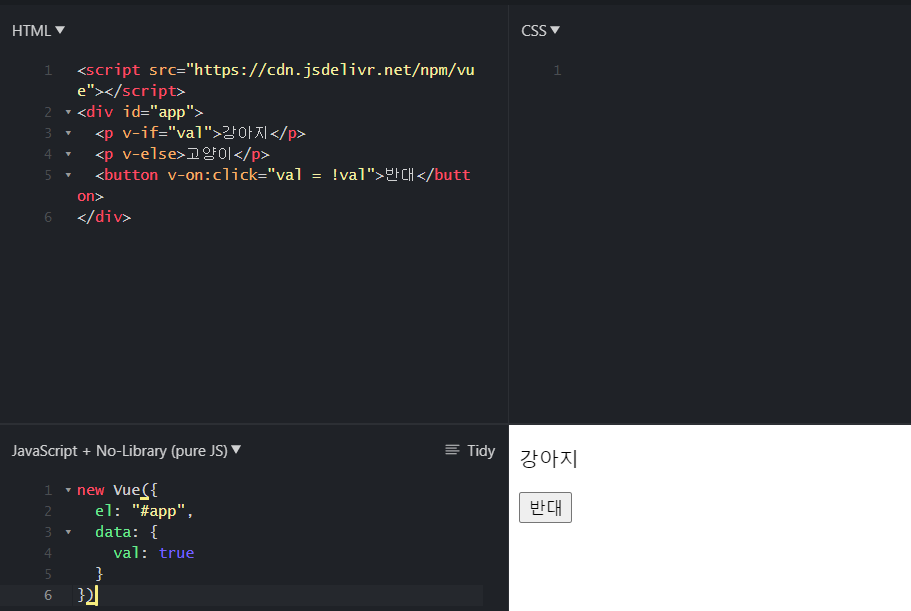 HTML ▼
1 <script src="https://cdn.jsdelivr.net/npm/vu
e"></script>
2 ▾ <div id="app">
3 ▾ <p v-if="val">강아지</p>
4 ▾ <p v-else>고양이</p>
5 ▾ <button v-on:click="val = !val">반대</butt
on>
6 </div>
CSS ▼
1
JavaScript + No-Library (pure JS) ▼ Tidy
1 ▾ new Vue({
2 el: "#app",
3 ▾ data: {
4 val: true
5 }
6 })
강아지
반대